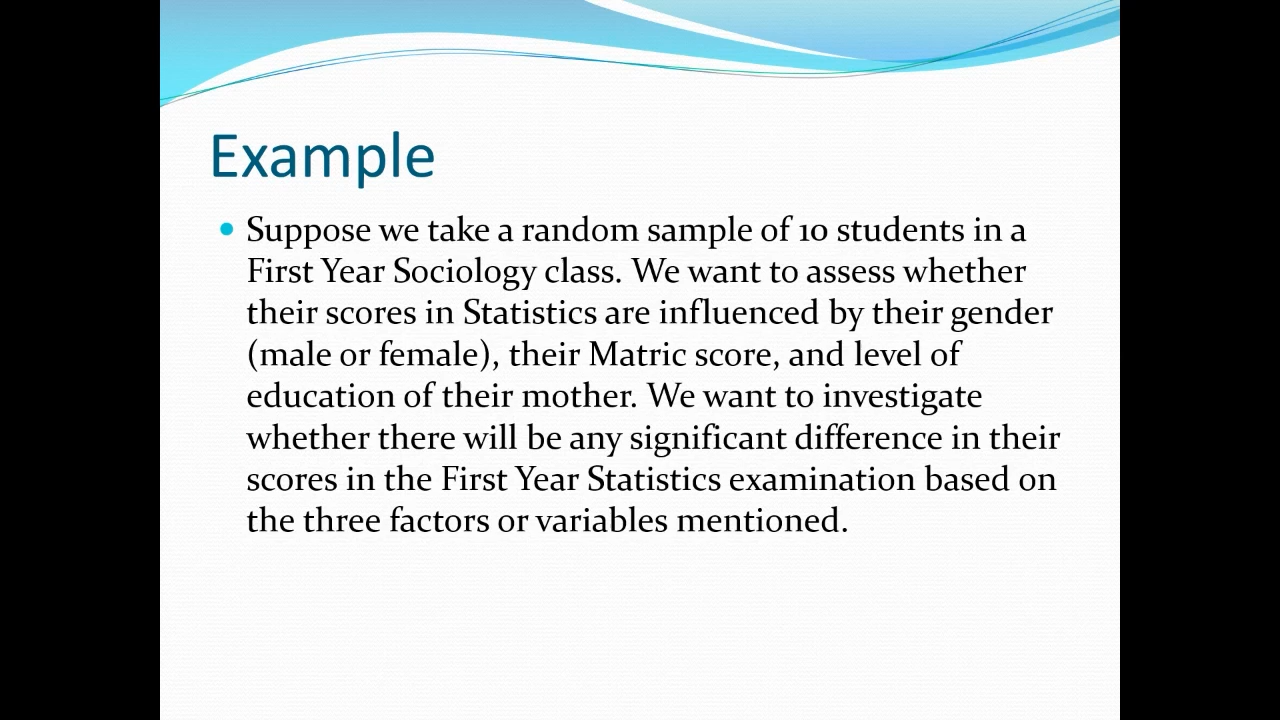 Example
Suppose we take a random sample of 10 students in a
First Year Sociology class. We want to assess whether
their scores in Statistics are influenced by their gender
(male or female), their Matric score, and level of
education of their mother. We want to investigate
whether there will be any significant difference in their
scores in the First Year Statistics examination based on
the three factors or variables mentioned.